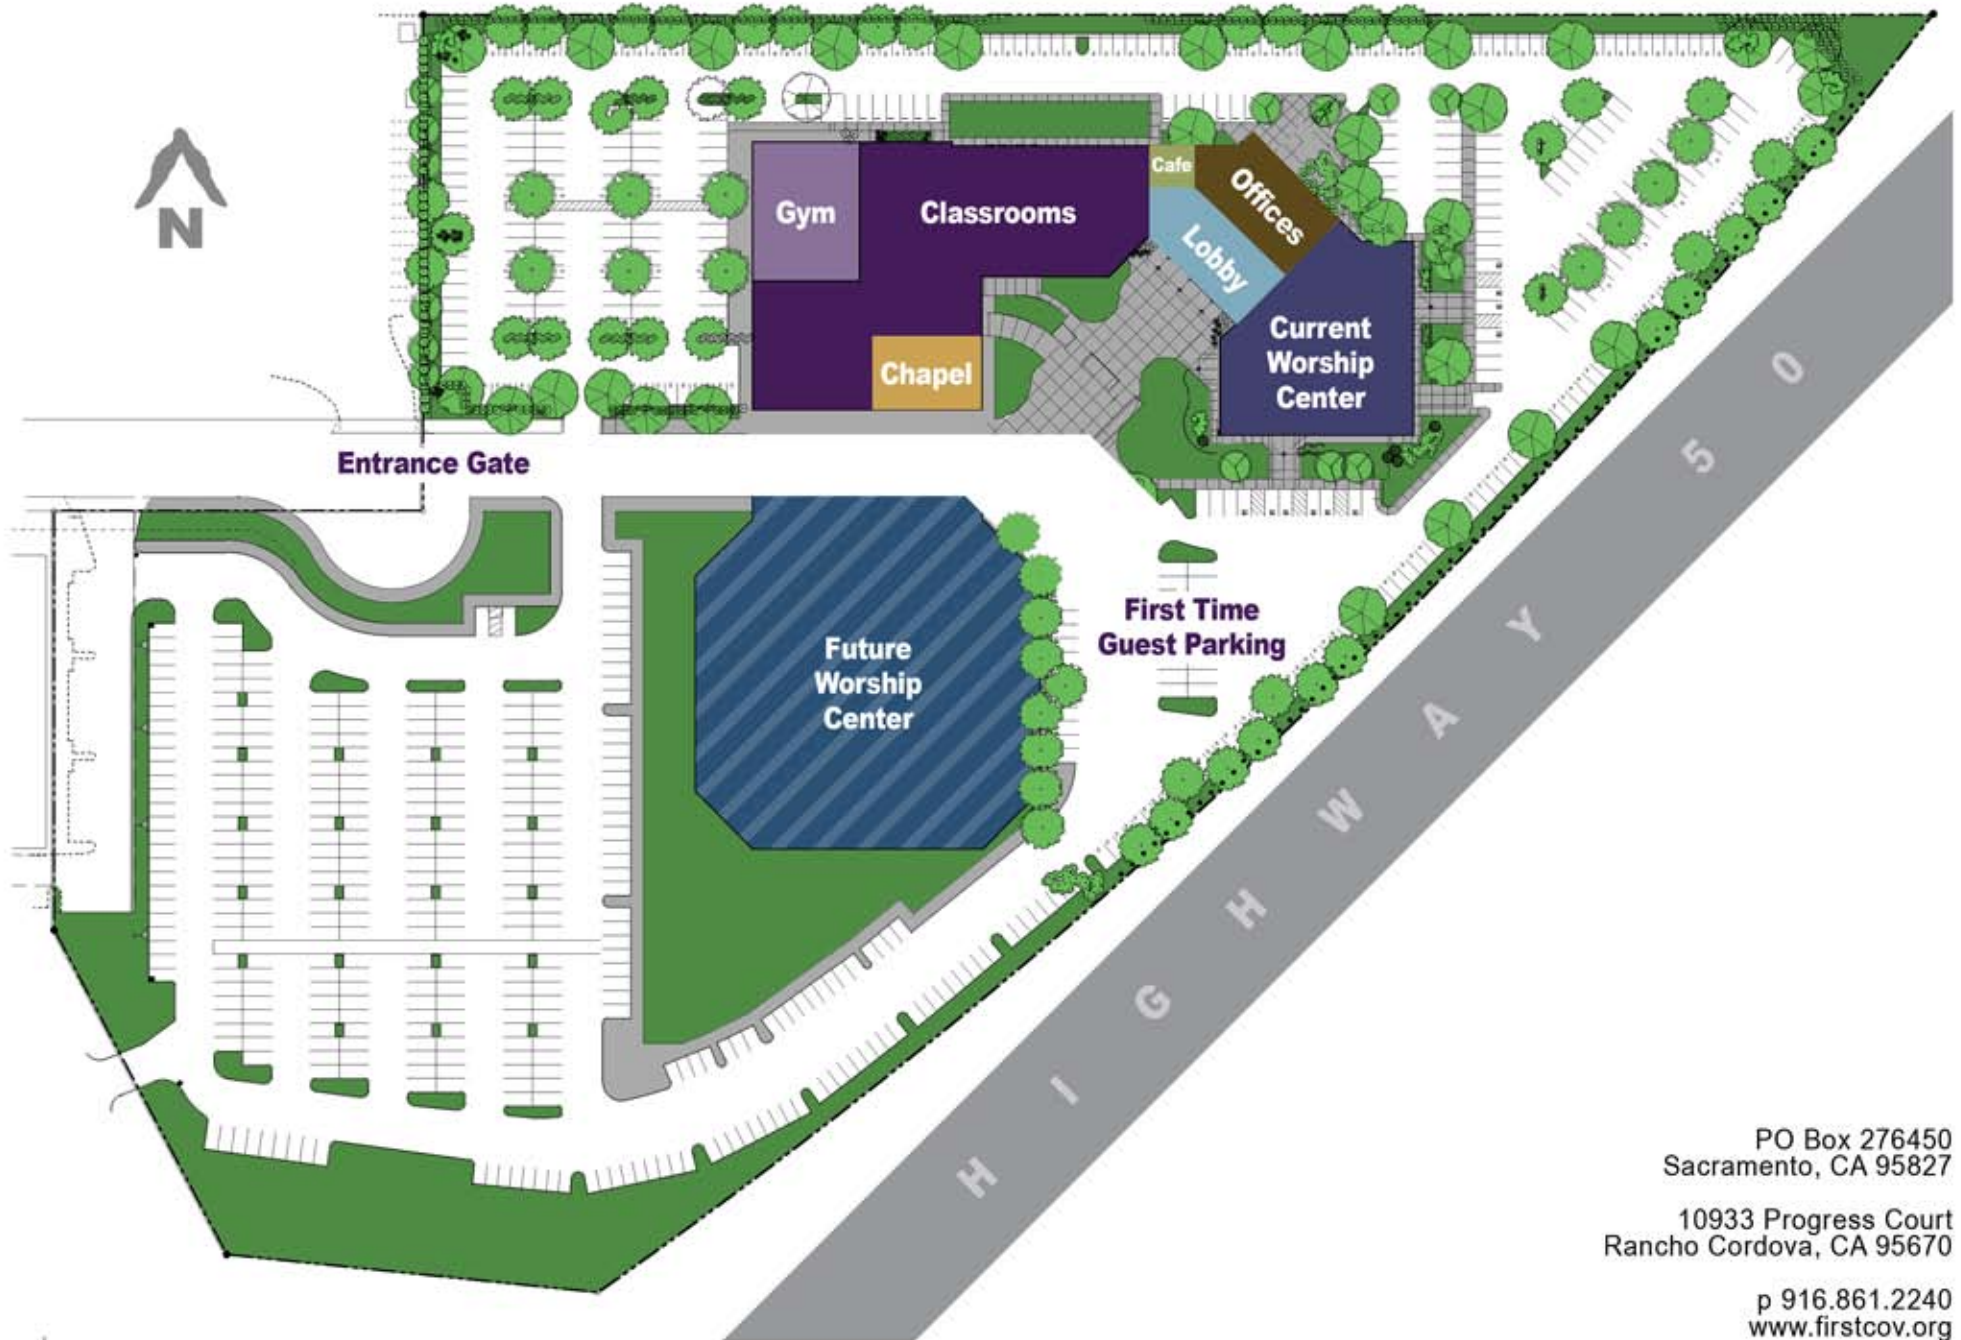 N
Gym
Classrooms
Cafe
Offices
Lobby
Current
Worship
Center
Chapel
Entrance Gate
First Time
Guest Parking
Future
Worship
Center
HIGHWAY 50
PO Box 276450
Sacramento, CA 95827
10933 Progress Court
Rancho Cordova, CA 95670
p 916.861.2240
www.firstcov.org